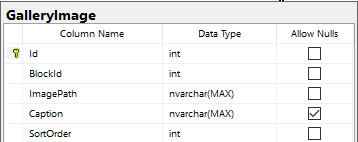 GalleryImage
Column Name Data Type Allow Nulls
Id int
BlockId int
ImagePath nvarchar(MAX)
Caption nvarchar(MAX)
SortOrder int